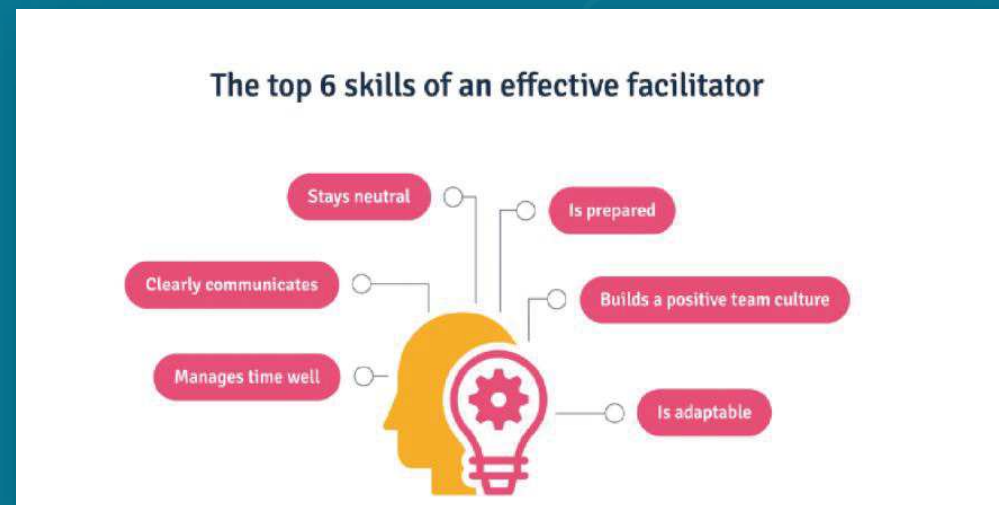 The top 6 skills of an effective facilitator
Stays neutral
Is prepared
Clearly communicates
Builds a positive team culture
Manages time well
Is adaptable